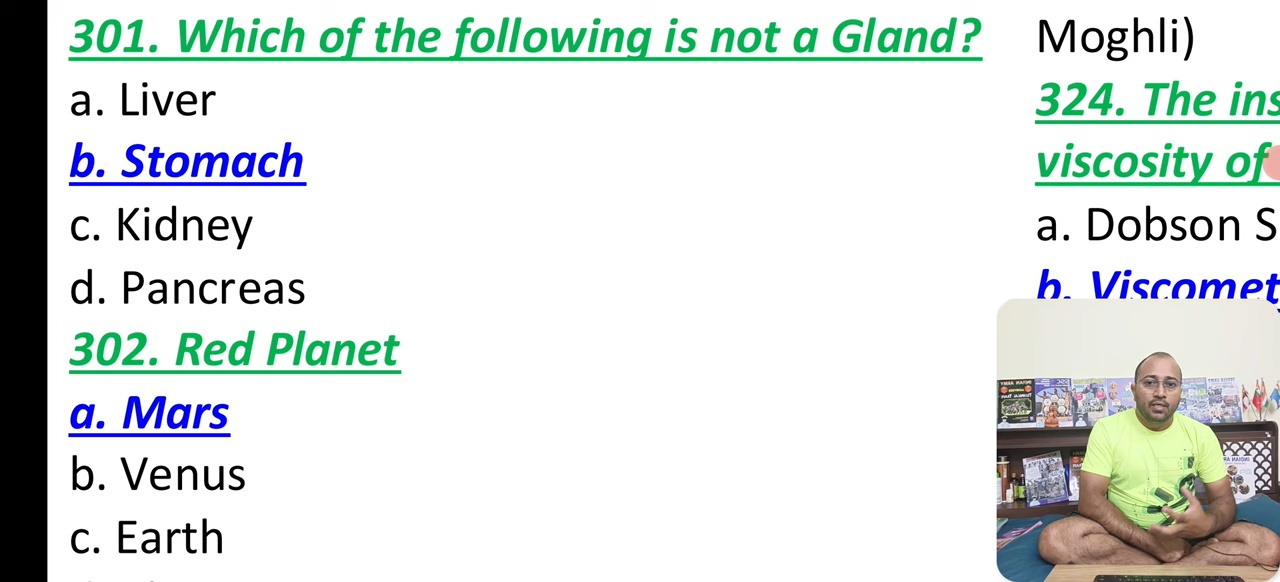 301. Which of the following is not a Gland?
a. Liver
b. Stomach
c. Kidney
d. Pancreas
302. Red Planet
a. Mars
b. Venus
c. Earth
Moghli)
324. The ins
viscosity of
a. Dobson S
b. Viscomet